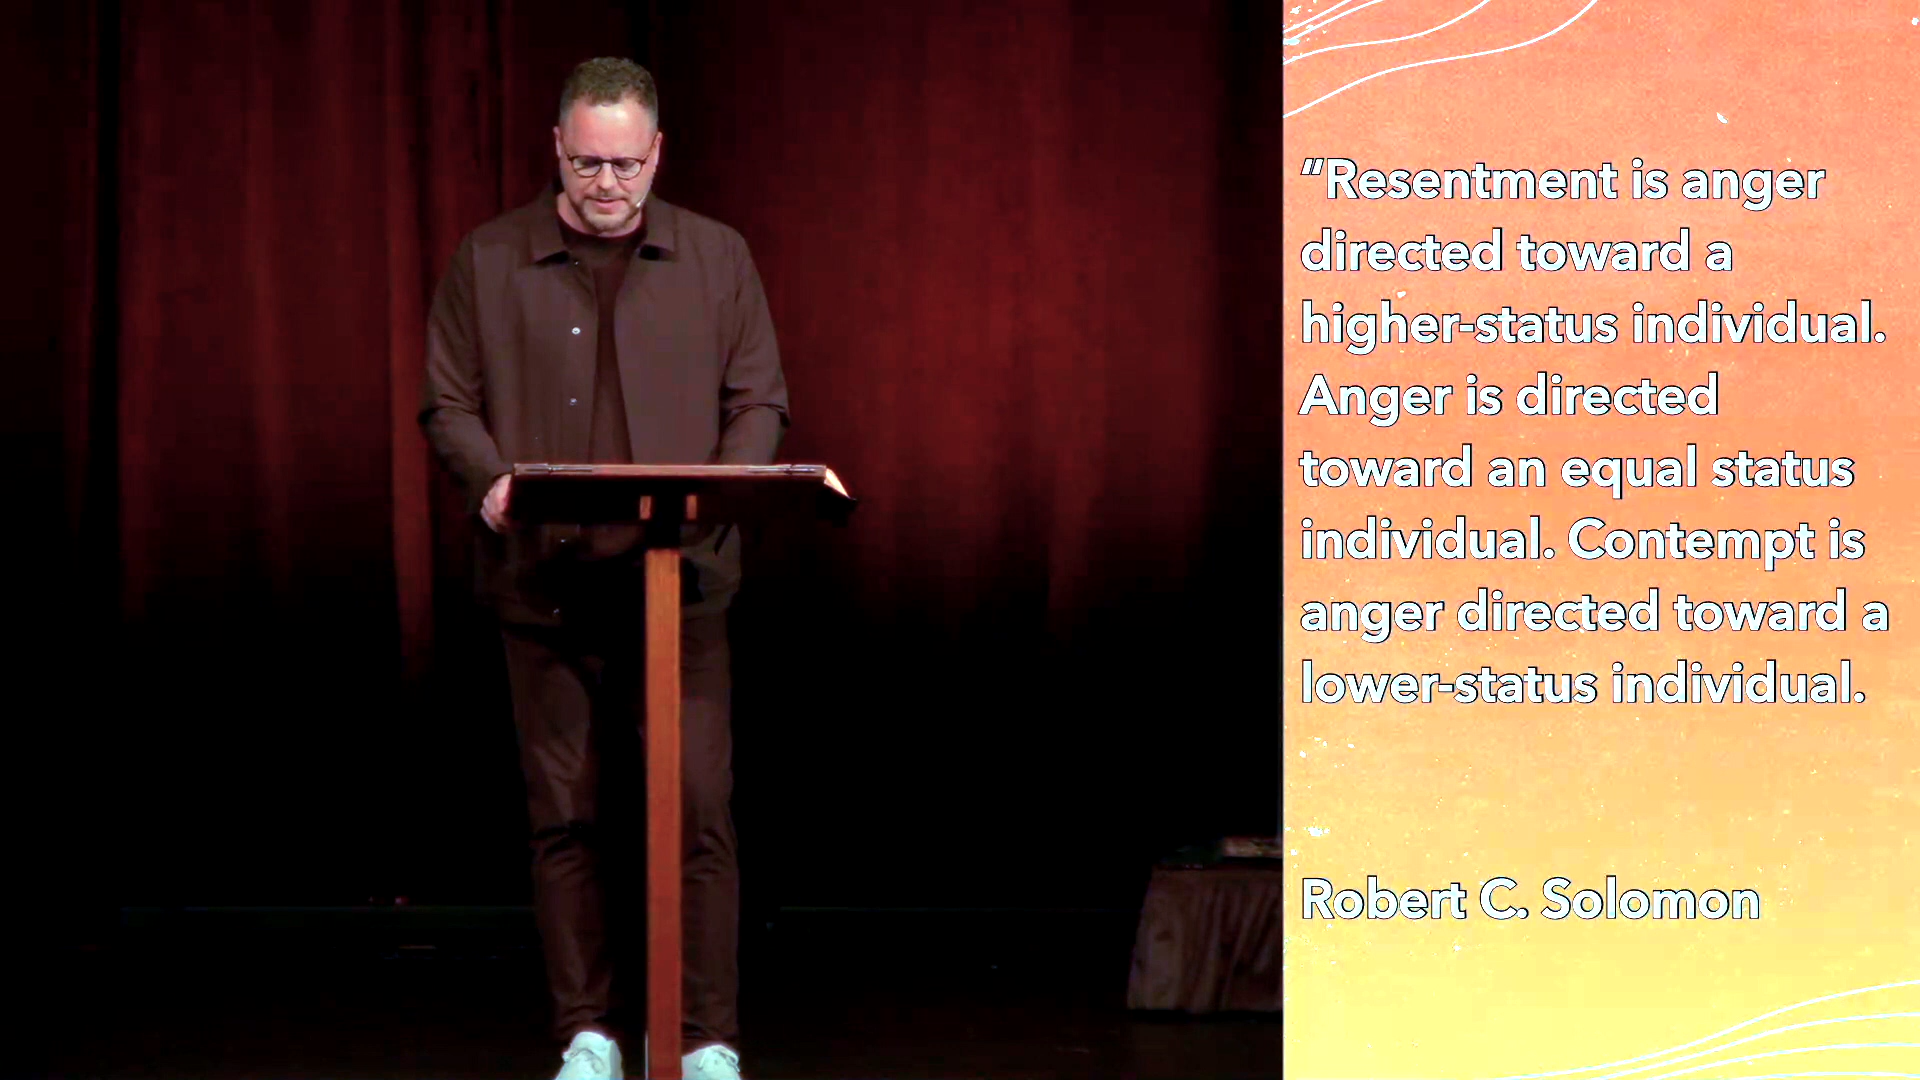 “Resentment is anger
directed toward a
higher-status individual.
Anger is directed
toward an equal status
individual. Contempt is
anger directed toward a
lower-status individual.
Robert C. Solomon